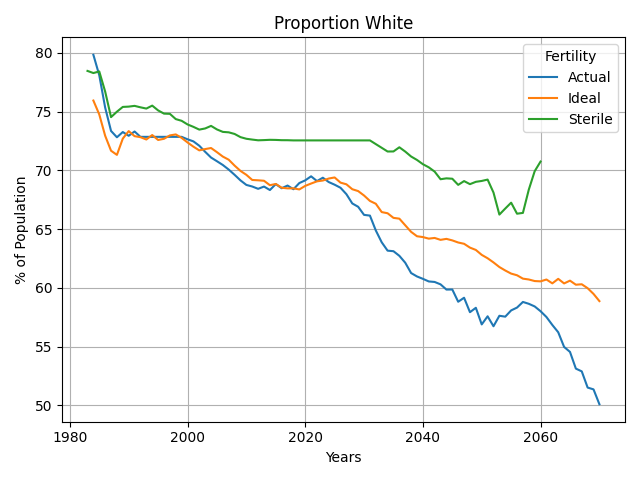 Proportion White
Fertility
Actual
Ideal
Sterile
% of Population
80
75
70
65
60
55
50
1980
2000
2020
2040
2060
Years